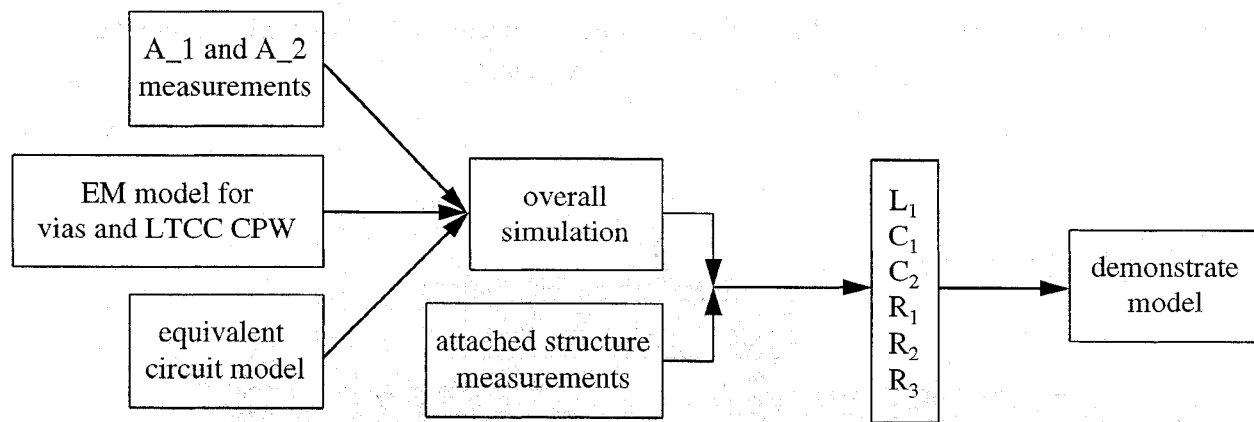 A_1 and A_2
measurements
EM model for
vias and LTCC CPW
equivalent
circuit model
overall
simulation
attached structure
measurements
L₁
C₁
C₂
R₁
R₂
R₃
demonstrate
model